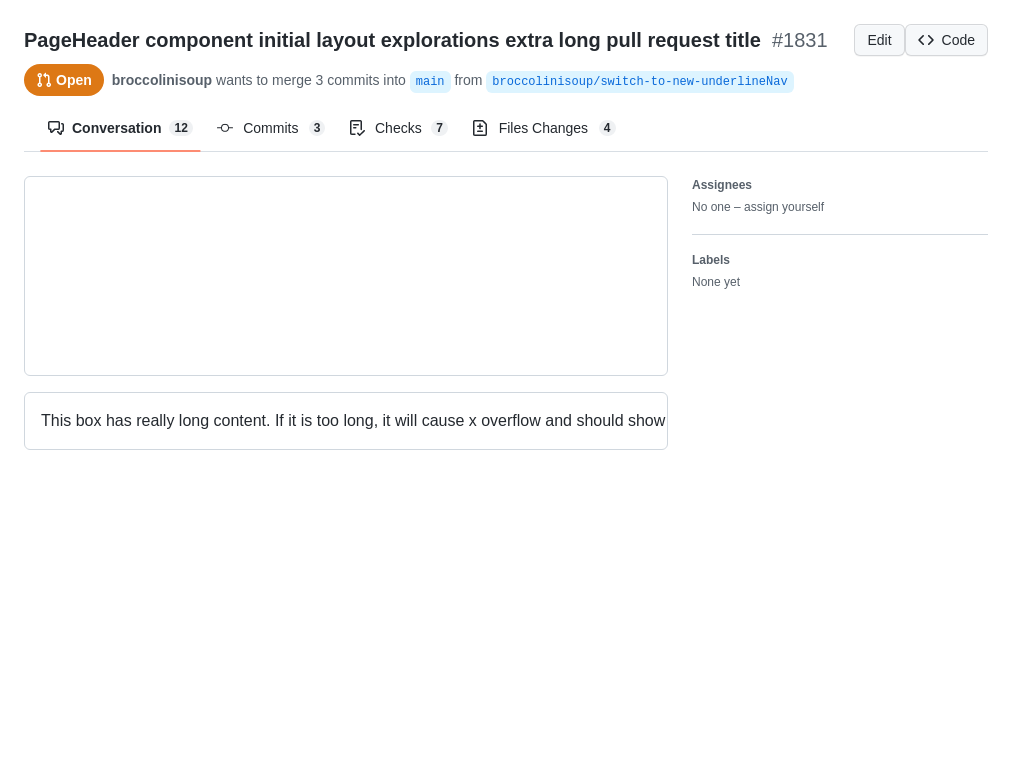 PageHeader component initial layout explorations extra long pull request title #1831
Edit
Code
Open
broccolinisoup wants to merge 3 commits into main from broccolinisoup/switch-to-new-underlineNav
Conversation 12
Commits 3
Checks 7
Files Changes 4
Assignees
No one – assign yourself
Labels
None yet
This box has really long content. If it is too long, it will cause x overflow and should show